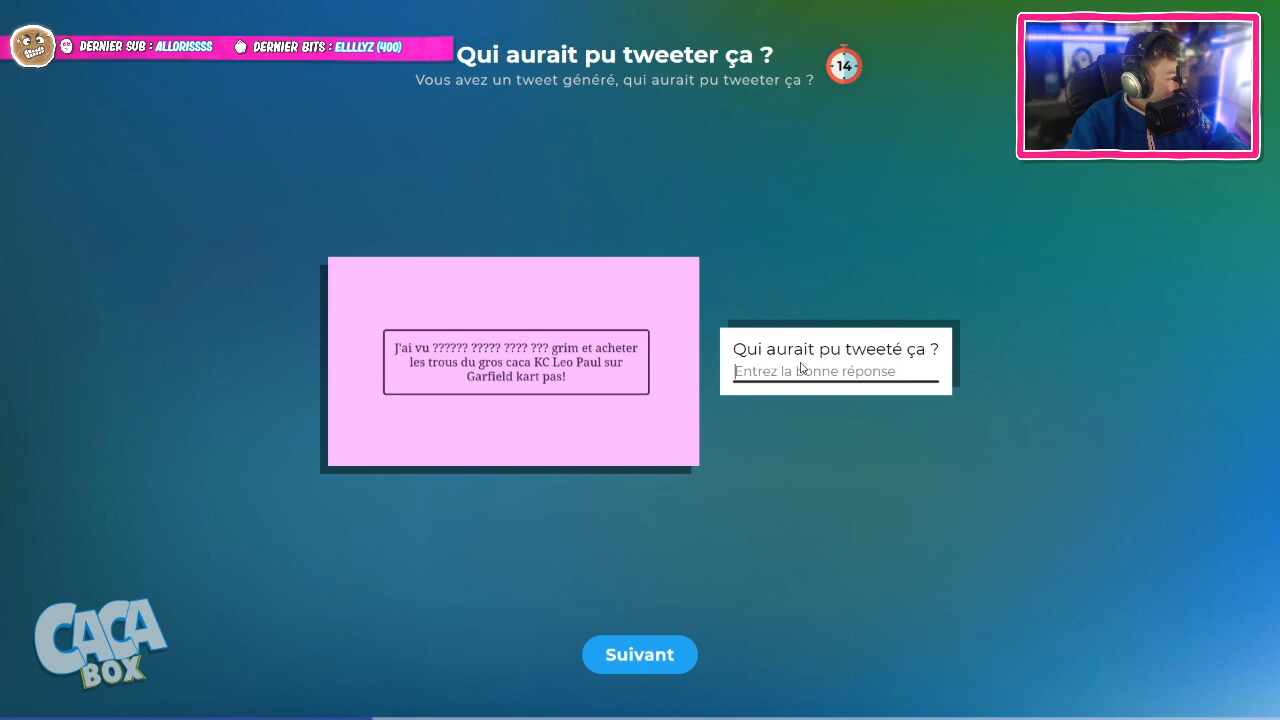 DERNIER SUB : ALLORISSSS DERNIER BITS : ELLLLYZ (400)
Qui aurait pu tweeter ça ?
Vous avez un tweet généré, qui aurait pu tweeter ça ?
14
J'ai vu ?????? ????? ???? ??? grim et acheter
les trous du gros caca KC Leo Paul sur
Garfield kart pas!
Qui aurait pu tweeté ça ?
Entrez la bonne réponse
CACA
BOX
Suivant